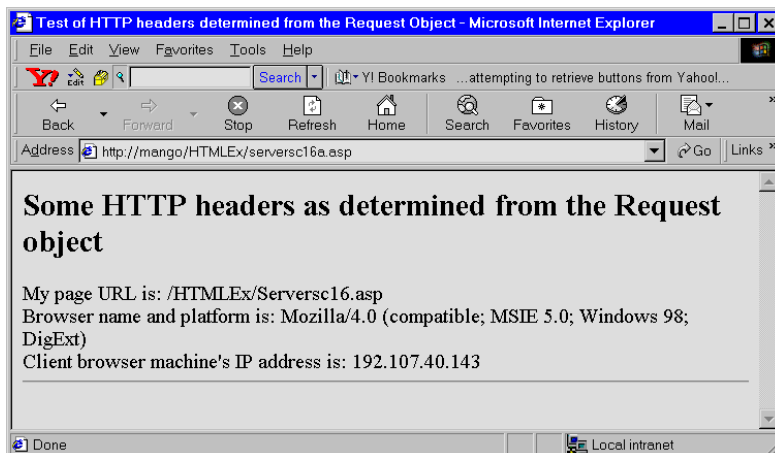 Test of HTTP headers determined from the Request Object - Microsoft Internet Explorer
File Edit View Favorites Tools Help
Y! Edit Search Y! Bookmarks ...attempting to retrieve buttons from Yahoo!...
Back Forward Stop Refresh Home Search Favorites History Mail »
Address http://mango/HTMLEx/serversc16a.asp Go Links »
Some HTTP headers as determined from the Request
object
My page URL is: /HTMLEx/Serversc16.asp
Browser name and platform is: Mozilla/4.0 (compatible; MSIE 5.0; Windows 98;
DigExt)
Client browser machine's IP address is: 192.107.40.143
Done Local intranet